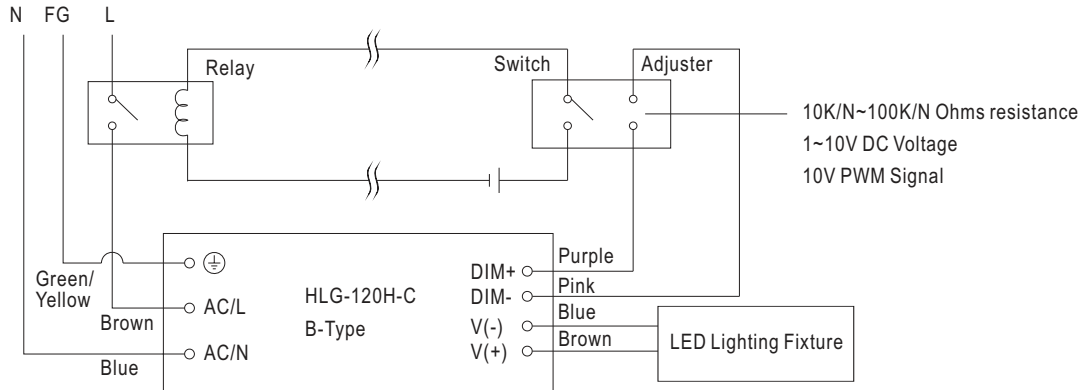 N FG L
Relay
Switch
Adjuster
10K/N~100K/N Ohms resistance
1~10V DC Voltage
10V PWM Signal
Green/
Yellow
Brown
Blue
AC/L
AC/N
HLG-120H-C
B-Type
DIM+
DIM-
V(-)
V(+)
Purple
Pink
Blue
Brown
LED Lighting Fixture